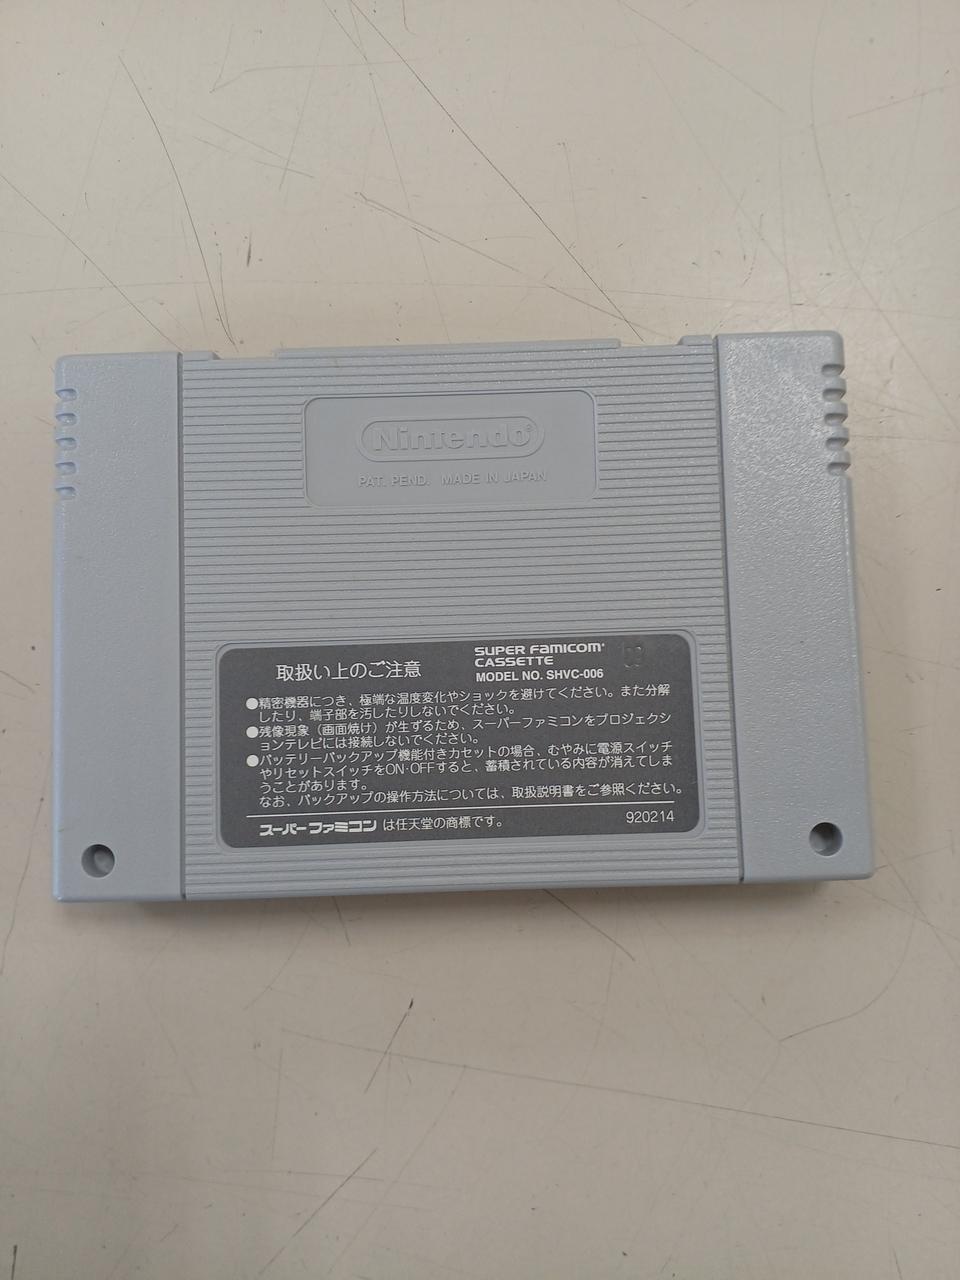 Nintendo®
PAT. PEND. MADE IN JAPAN
取扱い上のご注意
SUPER FAMICOM
CASSETTE
MODEL NO. SHVC-006
●精密機器につき、極端な温度変化やショックを避けてください。また分解
したり、端子部を汚したりしないでください。
●残像現象（画面焼け）が生ずるため、スーパーファミコンをプロジェクシ
ョンテレビには接続しないでください。
●バッテリーバックアップ機能付きカセットの場合、むやみに電源スイッチ
やリセットスイッチをON･OFFすると、蓄積されている内容が消えてしま
うことがあります。
なお、バックアップの操作方法については、取扱説明書をご参照ください。
スーパーファミコン は任天堂の商標です。
920214